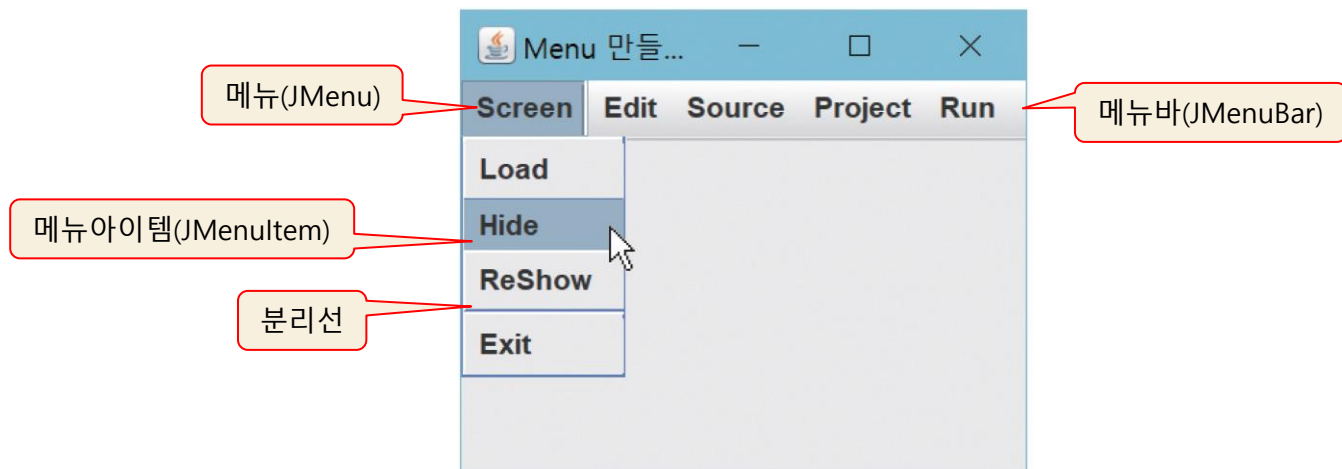 Menu 만들...
메뉴(JMenu)
Screen Edit Source Project Run
메뉴바(JMenuBar)
Load
메뉴아이템(JMenuItem)
Hide
ReShow
분리선
Exit